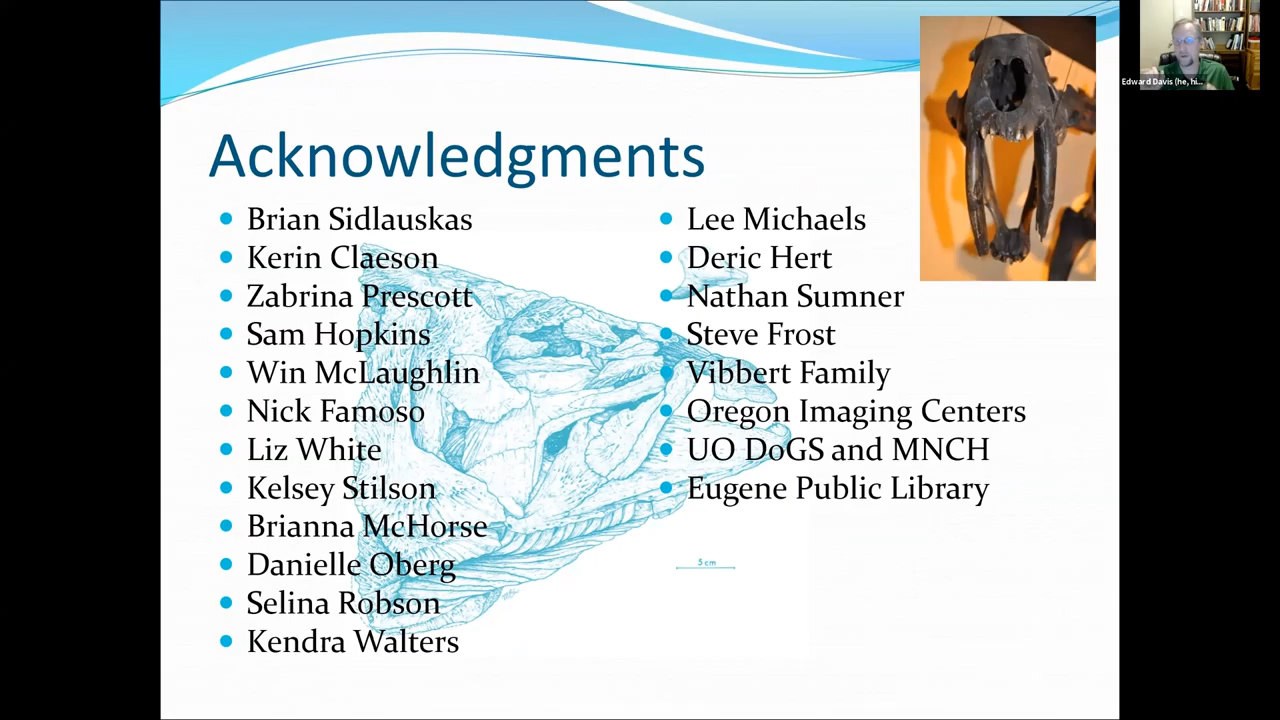 Acknowledgments
Brian Sidlauskas
Kerin Claeson
Zabrina Prescott
Sam Hopkins
Win McLaughlin
Nick Famoso
Liz White
Kelsey Stilson
Brianna McHorse
Danielle Oberg
Selina Robson
Kendra Walters
Lee Michaels
Deric Hert
Nathan Sumner
Steve Frost
Vibbert Family
Oregon Imaging Centers
UO DoGS and MNCH
Eugene Public Library
5 cm
Edward Davis (he, hi...